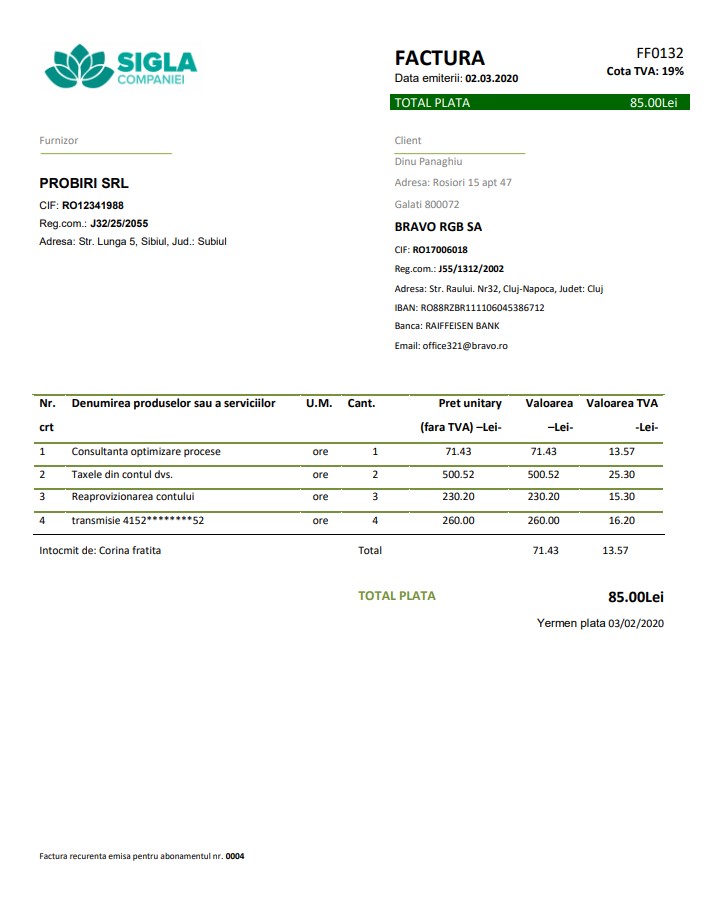 SIGLA
COMPANIEI
FACTURA
Data emiterii: 02.03.2020
FF0132
Cota TVA: 19%
TOTAL PLATA 85.00Lei
Furnizor
PROBIRI SRL
CIF: RO12341988
Reg.com.: J32/25/2055
Adresa: Str. Lunga 5, Sibiul, Jud.: Subiul
Client
Dinu Panaghiu
Adresa: Rosiori 15 apt 47
Galati 800072
BRAVO RGB SA
CIF: RO17006018
Reg.com.: J55/1312/2002
Adresa: Str. Raului. Nr32, Cluj-Napoca, Judet: Cluj
IBAN: RO88RZBR111106045386712
Banca: RAIFFEISEN BANK
Email: office321@bravo.ro
Nr. Denumirea produselor sau a serviciilor U.M. Cant. Pret unitary Valoarea Valoarea TVA
crt (fara TVA) –Lei- –Lei- -Lei-
1 Consultanta optimizare procese ore 1 71.43 71.43 13.57
2 Taxele din contul dvs. ore 2 500.52 500.52 25.30
3 Reaprovizionarea contului ore 3 230.20 230.20 15.30
4 transmisie 4152********52 ore 4 260.00 260.00 16.20
Intocmit de: Corina fratita Total 71.43 13.57
TOTAL PLATA 85.00Lei
Yermen plata 03/02/2020
Factura recurenta emisa pentru abonamentul nr. 0004